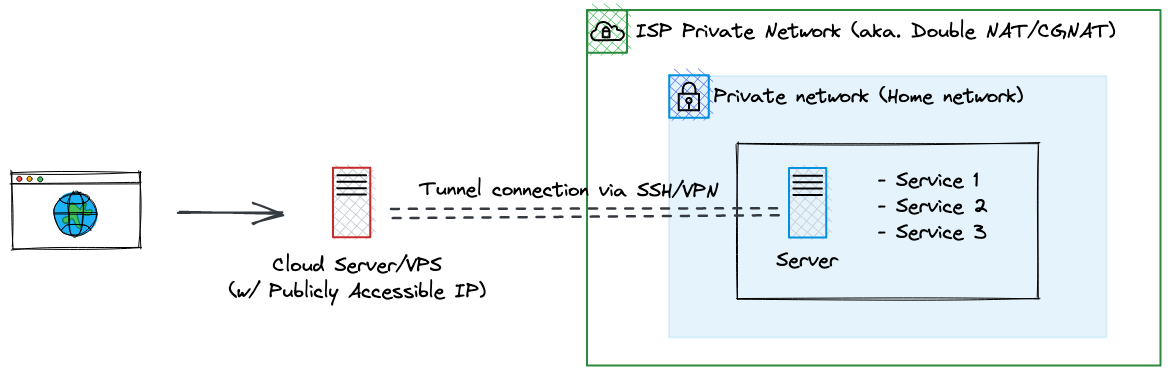 ISP Private Network (aka. Double NAT/CGNAT)
Private network (Home network)
Tunnel connection via SSH/VPN
- Service 1
- Service 2
- Service 3
Server
Cloud Server/VPS
(w/ Publicly Accessible IP)